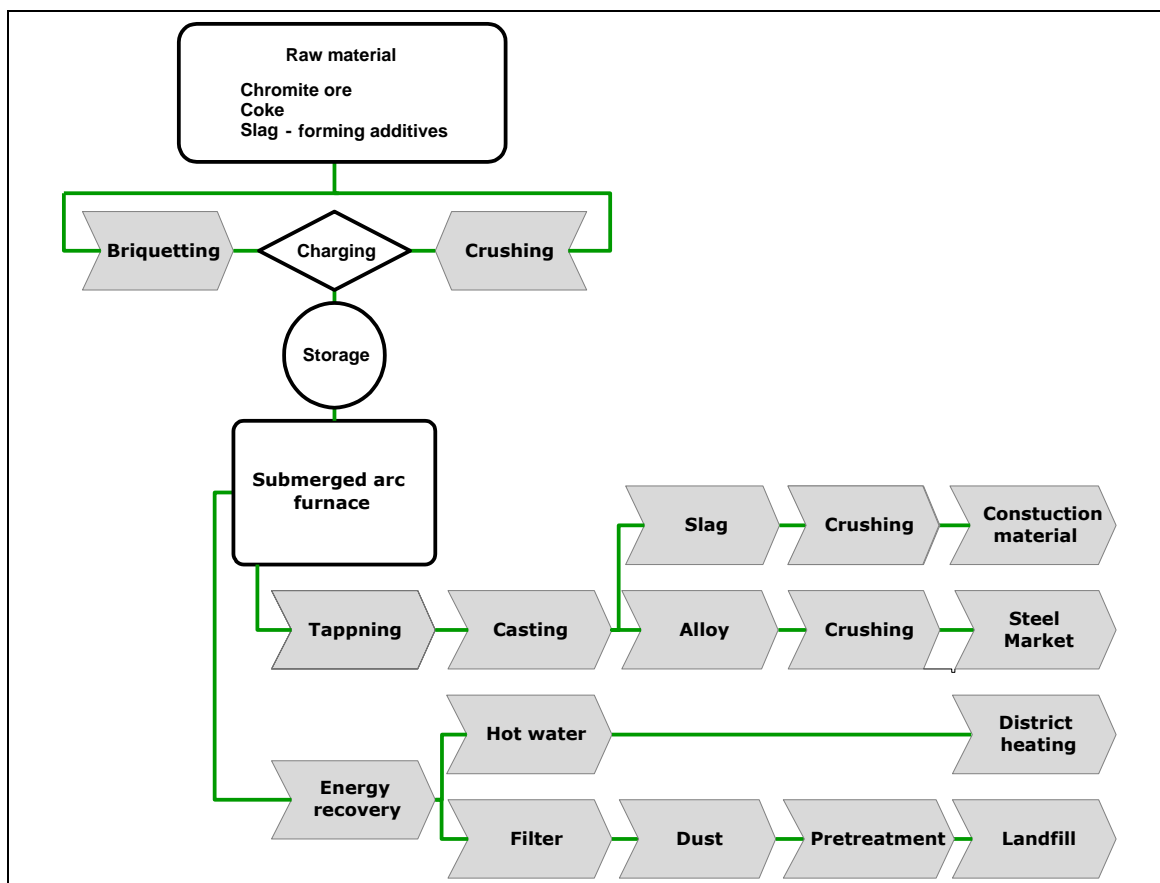 Raw material
Chromite ore
Coke
Slag - forming additives
Briquetting
Charging
Crushing
Storage
Submerged arc
furnace
Slag
Crushing
Constuction
material
Tappning
Casting
Alloy
Crushing
Steel
Market
Hot water
District
heating
Energy
recovery
Filter
Dust
Pretreatment
Landfill